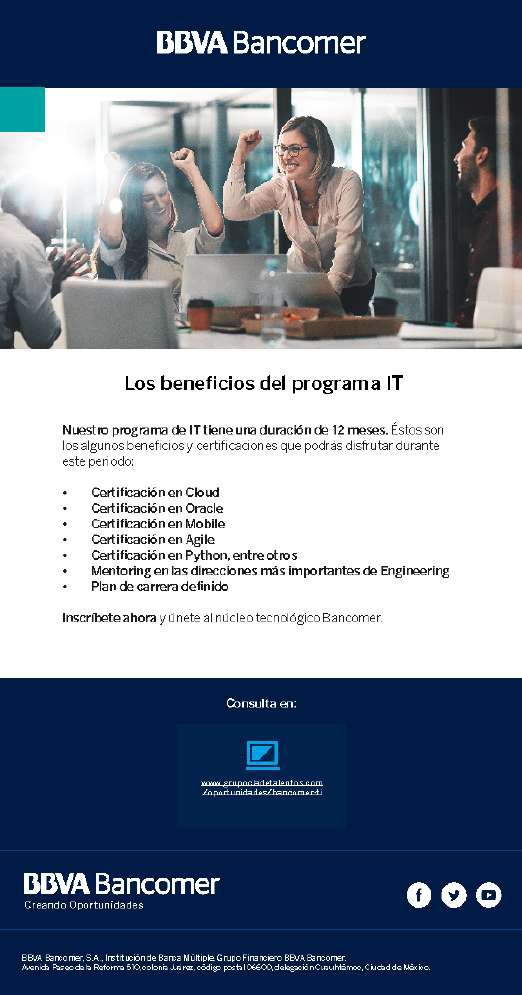 BBVA Bancomer
Los beneficios del programa IT
Nuestro programa de IT tiene una duración de 12 meses. Éstos son
los algunos beneficios y certificaciones que podrás disfrutar durante
este periodo:
• Certificación en Cloud
• Certificación en Oracle
• Certificación en Mobile
• Certificación en Agile
• Certificación en Python, entre otros
• Mentoring en las direcciones más importantes de Engineering
• Plan de carrera definido
Inscríbete ahora y únete al núcleo tecnológico Bancomer.
Consulta en:
www.grupociadetalentos.com
/oportunidades/bancomer-ti
BBVA Bancomer
Creando Oportunidades
BBVA Bancomer, S.A., Institución de Banca Múltiple, Grupo Financiero BBVA Bancomer.
Avenida Paseo de la Reforma 510, colonia Juárez, código postal 06600, delegación Cuauhtémoc, Ciudad de México.